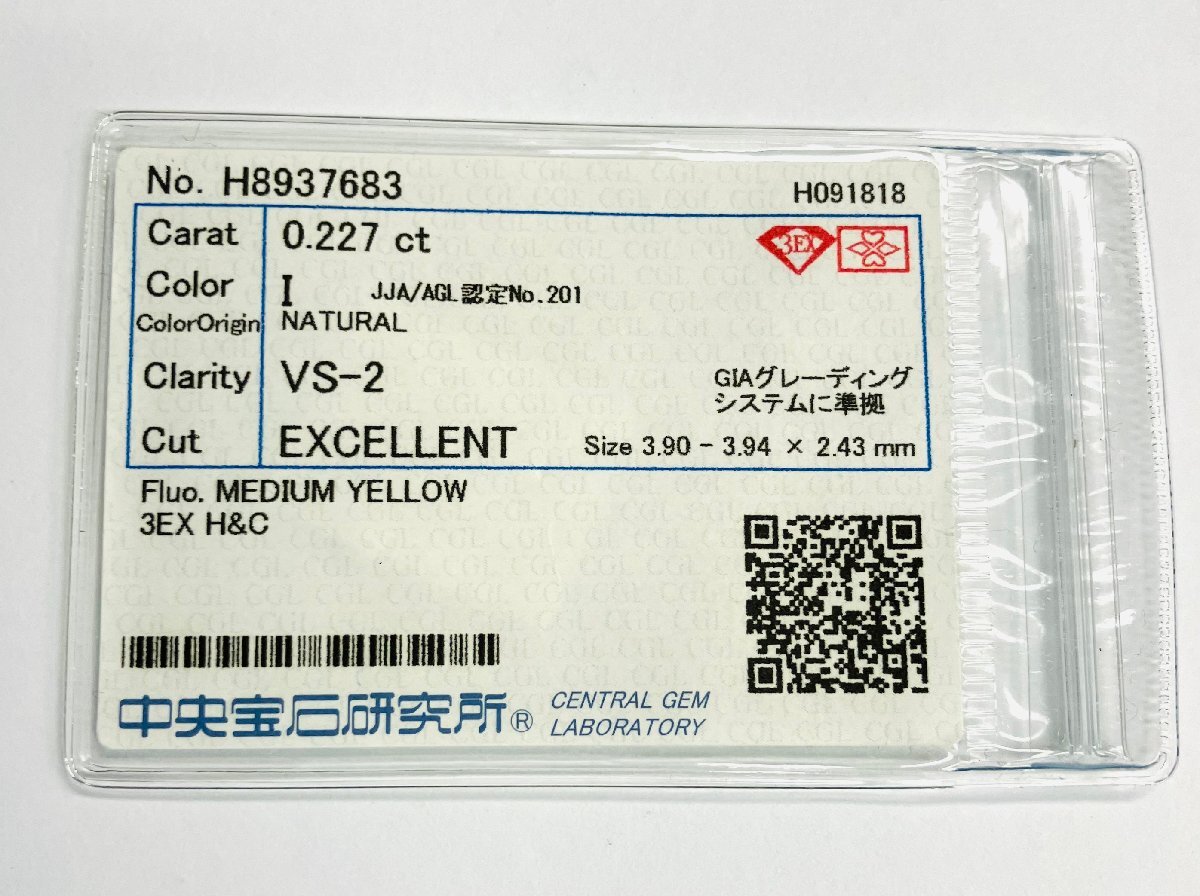 No. H8937683
H091818
Carat 0.227 ct
3EX
Color I JJA/AGL認定No.201
ColorOrigin NATURAL
Clarity VS-2
GIAグレーディング
システムに準拠
Cut EXCELLENT Size 3.90 - 3.94 × 2.43 mm
Fluo. MEDIUM YELLOW
3EX H&C
中央宝石研究所® CENTRAL GEM
LABORATORY